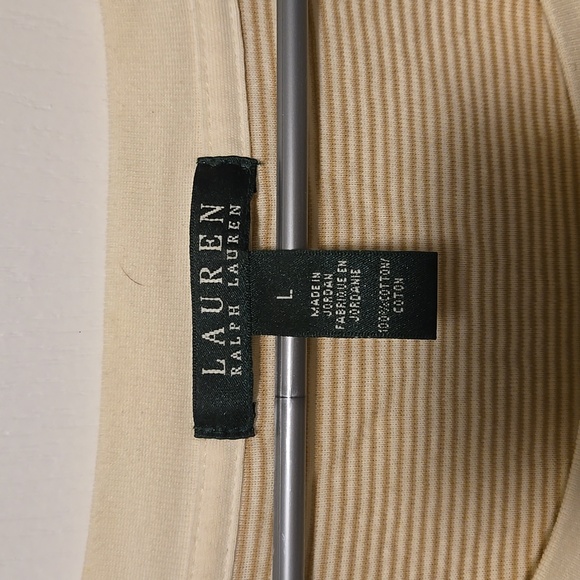 LAUREN
RALPH LAUREN
L
MADE IN
JORDAN
FABRIQUE EN
JORDANIE
100%COTTON/
COTON